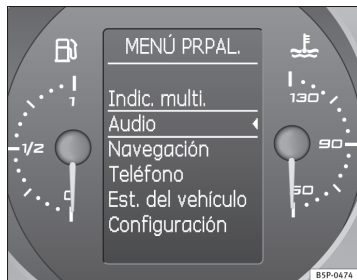 MENÚ PRPAL.
Indic. multi.
Audio
Navegación
Teléfono
Est. del vehículo
Configuración
1
1/2
0
130
90
50
B5P-0474